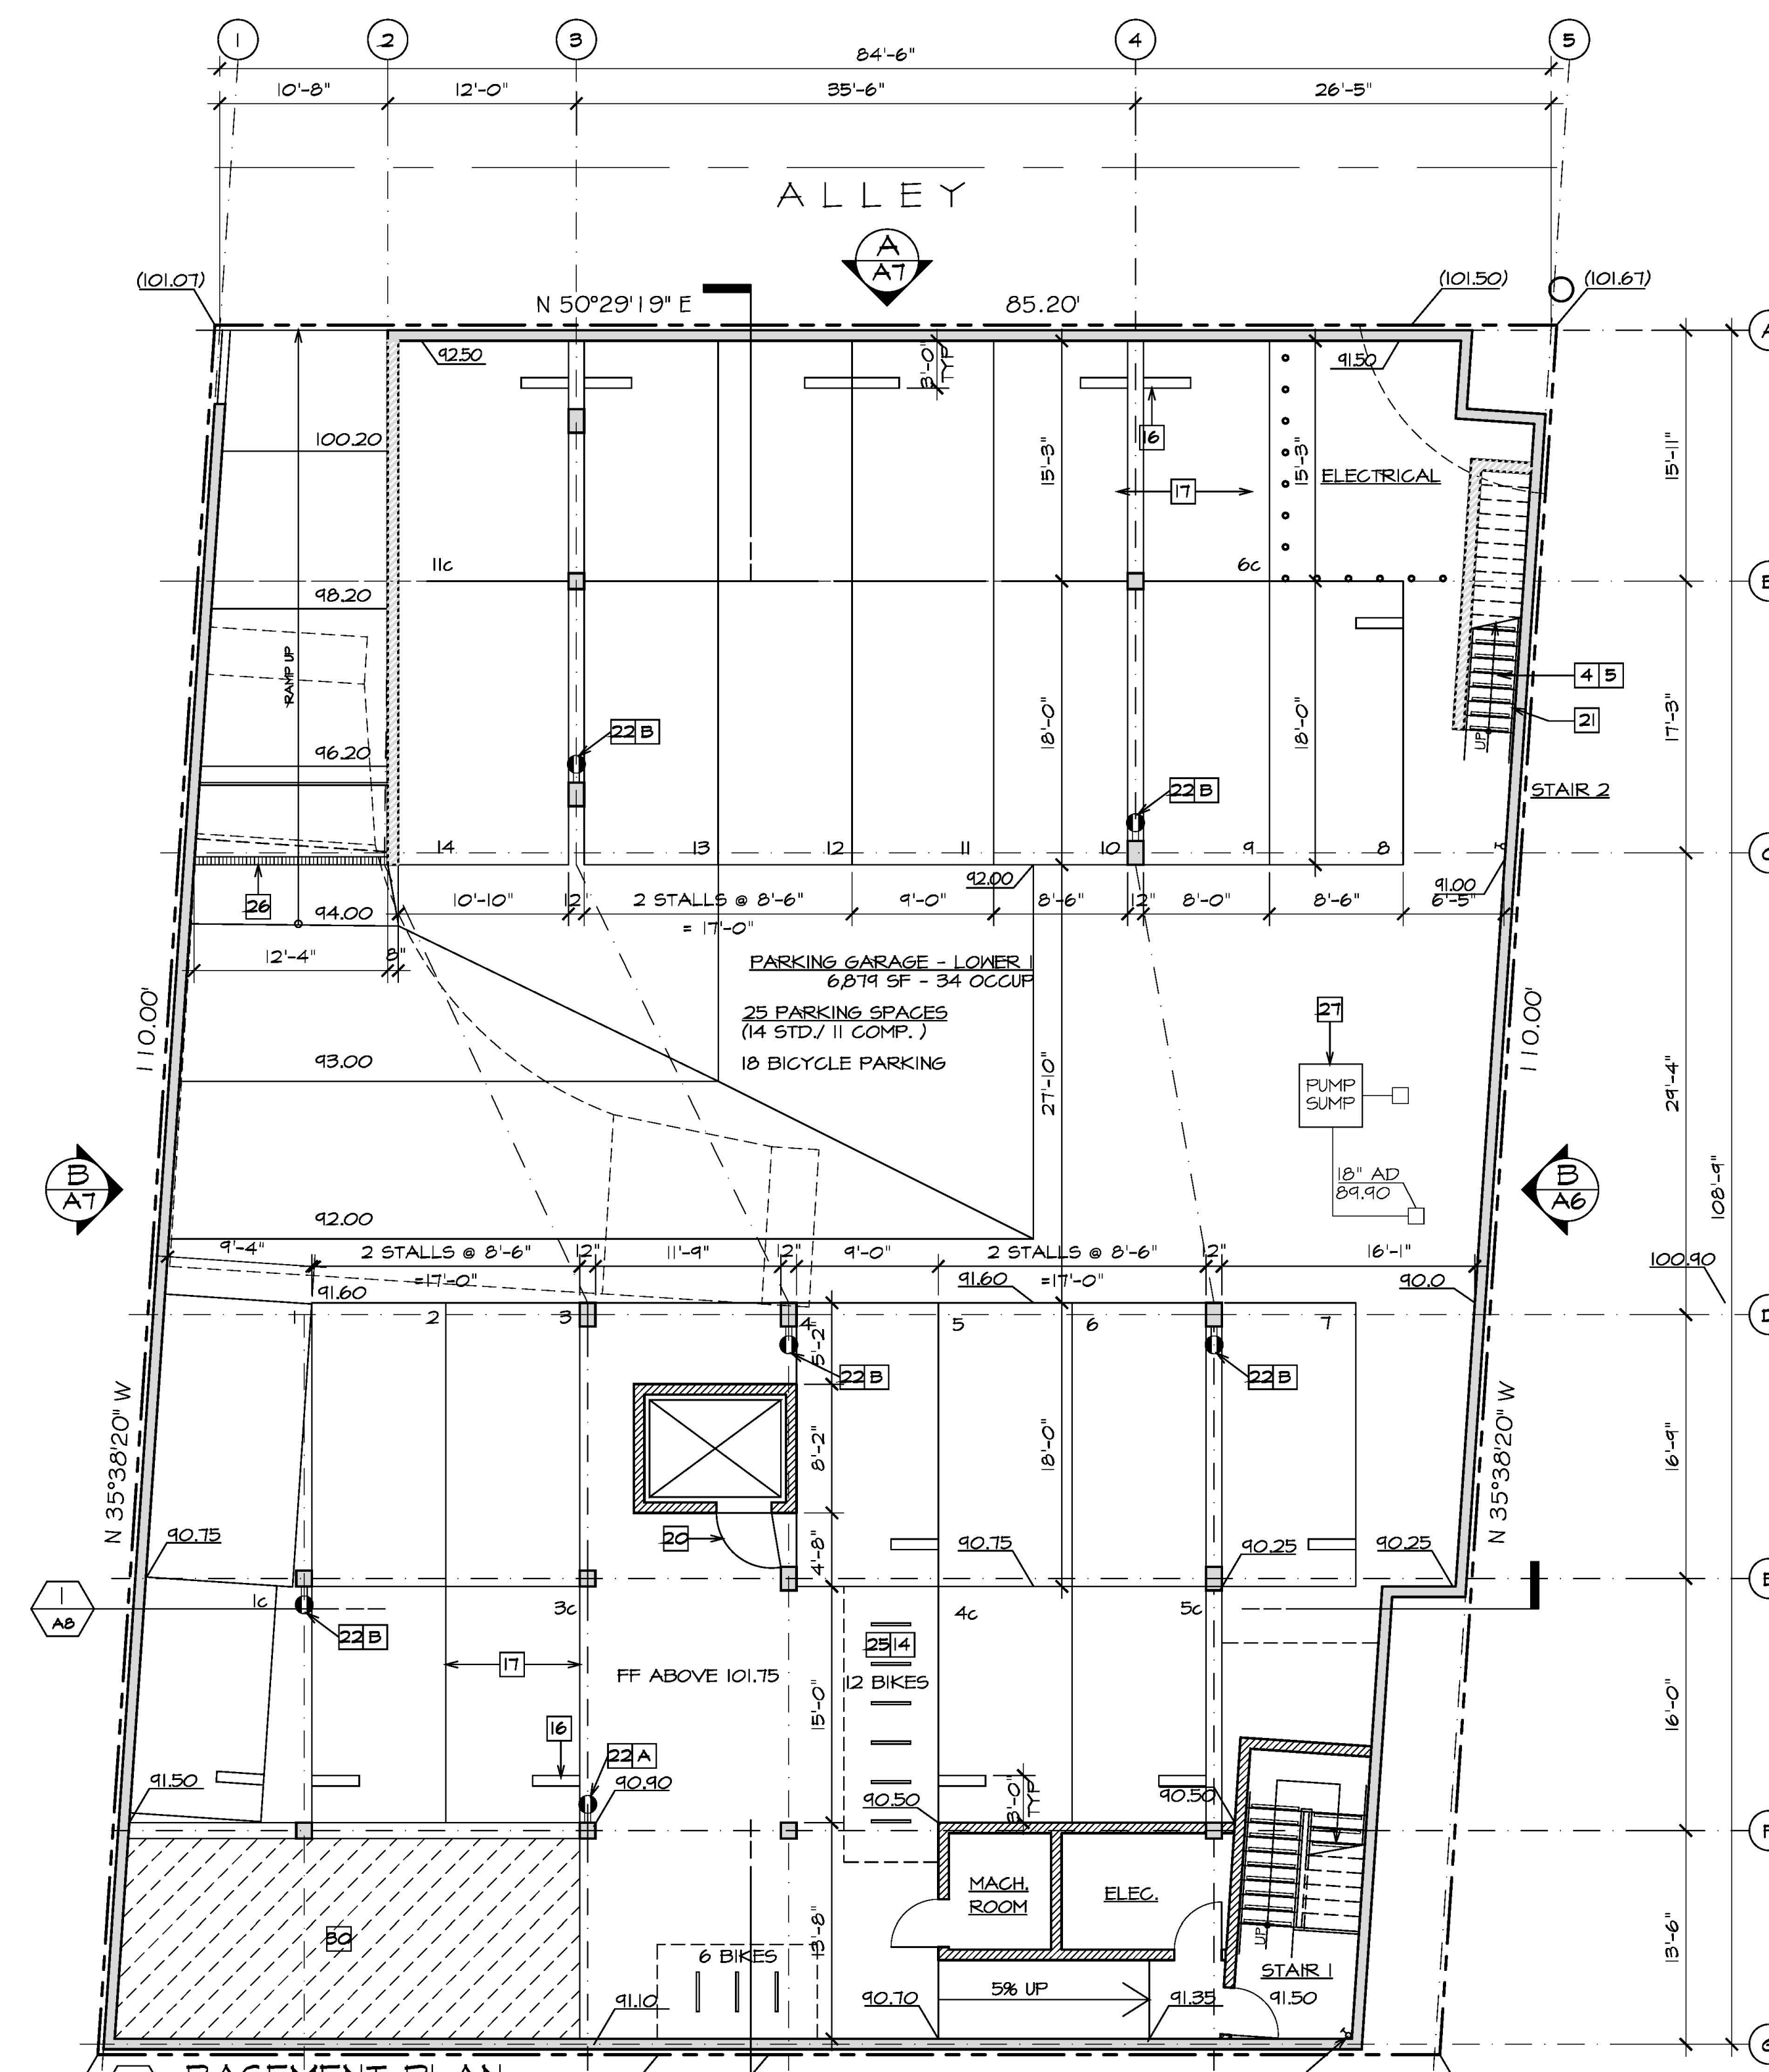 1 2 3 4 5
84'-6"
10'-8" 12'-0" 35'-6" 26'-5"
ALLEY
A
A7
(101.07) (101.50) (101.67)
N 50°29'19" E 85.20'
92.50 3'-0" TYP 91.50
100.20 16
15'-3" 15'-3" 15'-11"
17 ELECTRICAL
11c 6c
98.20
RAMP UP
4 5
21
22 B
18'-0" 18'-0" 17'-3"
UP
96.20
22 B
STAIR 2
14 13 12 11 10 9 8
92.00 91.00
26
10'-10" 12" 2 STALLS @ 8'-6" 9'-0" 8'-6" 12" 8'-0" 8'-6" 6'-5"
= 17'-0"
94.00
12'-4" 8"
PARKING GARAGE - LOWER 1
6,879 SF - 34 OCCUP
25 PARKING SPACES
(14 STD./ 11 COMP. )
18 BICYCLE PARKING
27
PUMP
SUMP
110.00' 110.00'
93.00
27'-10" 29'-4"
B
A7
18" AD
89.90
B
A6
108'-9"
92.00
9'-4" 2 STALLS @ 8'-6" 12" 11'-9" 12" 9'-0" 2 STALLS @ 8'-6" 12" 16'-1"
=17'-0" =17'-0"
91.60 91.60 90.0
100.90
1 2 3 4 5 6 7
D
5'-2"
22 B 22 B
8'-2" 18'-0" 16'-9"
N 35°38'20" W N 35°38'20" W
20
4'-8"
90.75 90.75 90.25 90.25
1
A8
1c 3c 4c 5c
22 B
25 14
12 BIKES
17
FF ABOVE 101.75
15'-0" 16'-0"
16
22 A
90.90
91.50 90.50 3'-0" TYP 90.50
F
MACH.
ROOM
ELEC.
30
13'-8" 13'-6"
6 BIKES
UP
STAIR 1
91.50
91.10 90.70 5% UP 91.35
BASEMENT PLAN